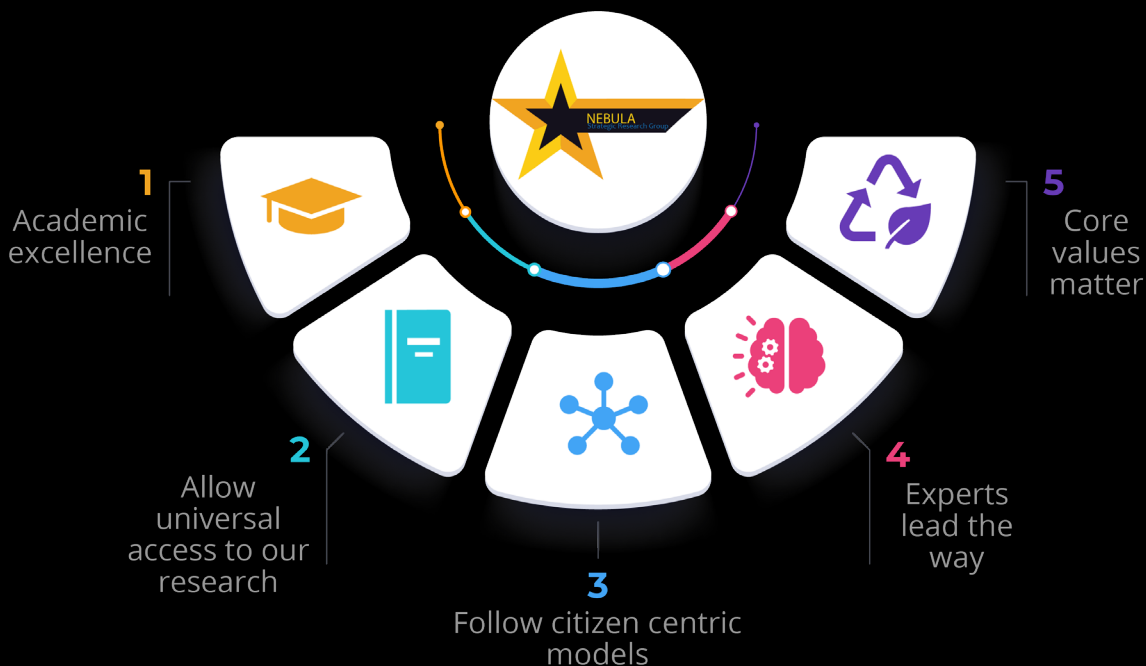 NEBULA
Strategic Research Group
1
Academic
excellence
2
Allow
universal
access to our
research
3
Follow citizen centric
models
4
Experts
lead the
way
5
Core
values
matter